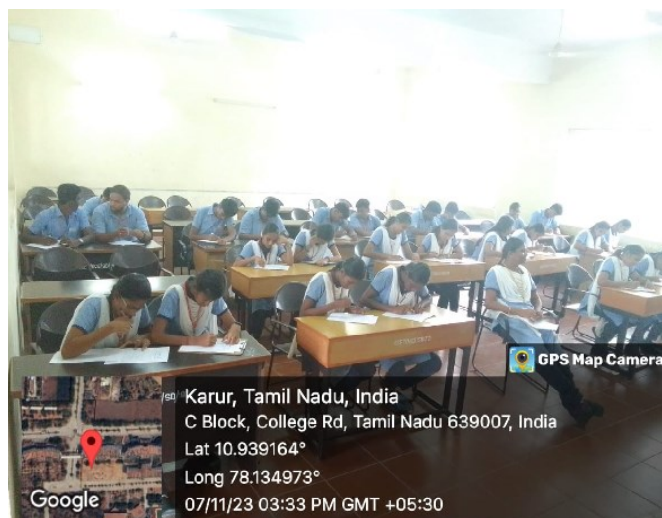 GPS Map Camera
Karur, Tamil Nadu, India
C Block, College Rd, Tamil Nadu 639007, India
Lat 10.939164°
Long 78.134973°
07/11/23 03:33 PM GMT +05:30
Google